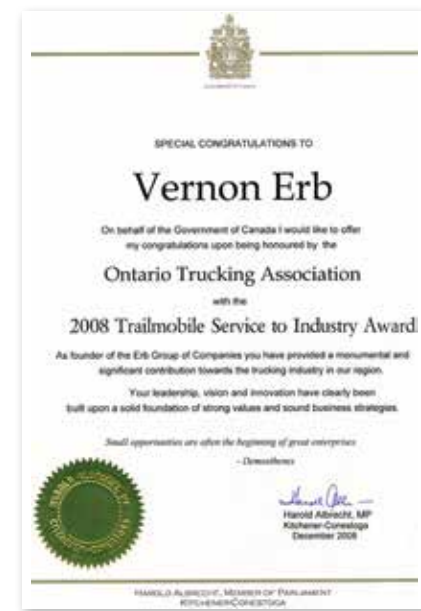 SPECIAL CONGRATULATIONS TO
Vernon Erb
On behalf of the Government of Canada I would like to offer
my congratulations upon being honoured by the
Ontario Trucking Association
with the
2008 Trailmobile Service to Industry Award
As founder of the Erb Group of Companies you have provided a monumental and
significant contribution towards the trucking industry in our region.
Your leadership, vision and innovation have clearly been
built upon a solid foundation of strong values and sound business strategies.
Small opportunities are often the beginning of great enterprises
- Demosthenes
Harold Albrecht, MP
Kitchener-Conestoga
December 2008
HAROLD ALBRECHT, MEMBER OF PARLIAMENT
KITCHENER-CONESTOGA